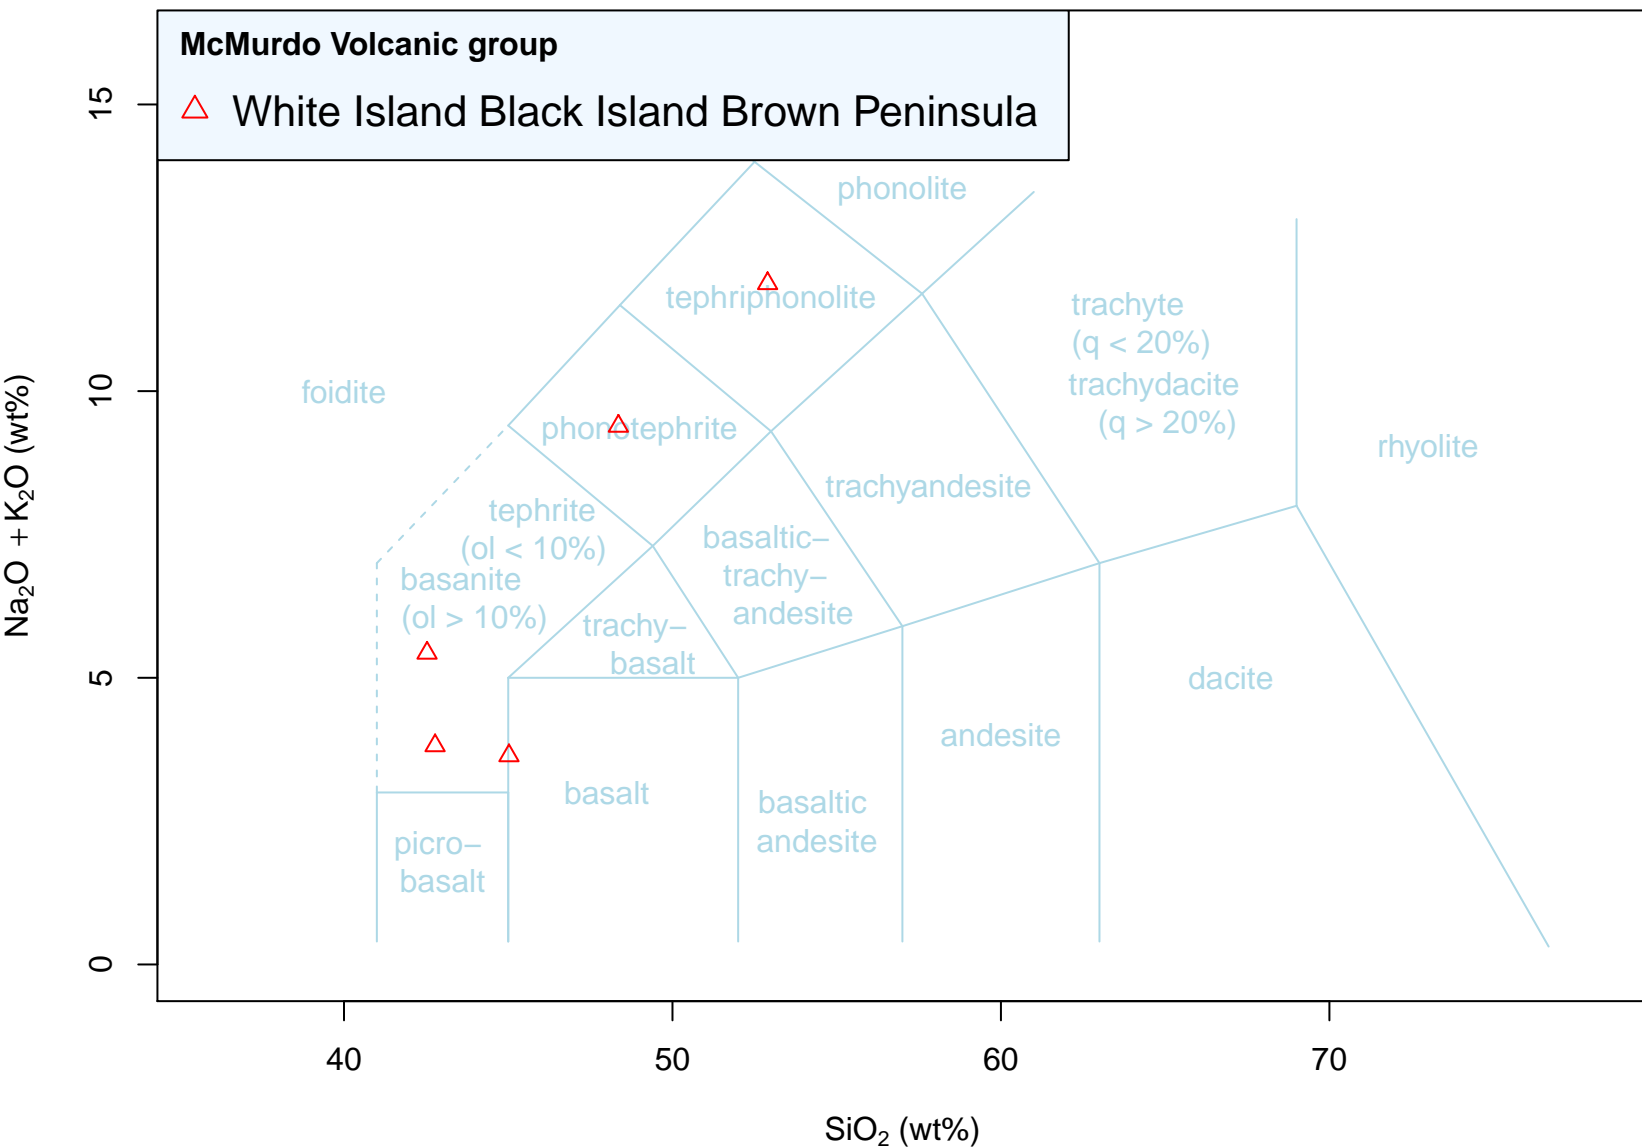 McMurdo Volcanic group
White Island Black Island Brown Peninsula
15
10
5
0
Na₂O + K₂O (wt%)
phonolite
tephriphonolite
trachyte
(q < 20%)
trachydacite
(q > 20%)
foidite
phonotephrite
rhyolite
trachyandesite
tephrite
(ol < 10%)
basaltic–
trachy–
andesite
basanite
(ol > 10%)
trachy–
basalt
dacite
andesite
basalt
basaltic
andesite
picro–
basalt
40
50
60
70
SiO₂ (wt%)